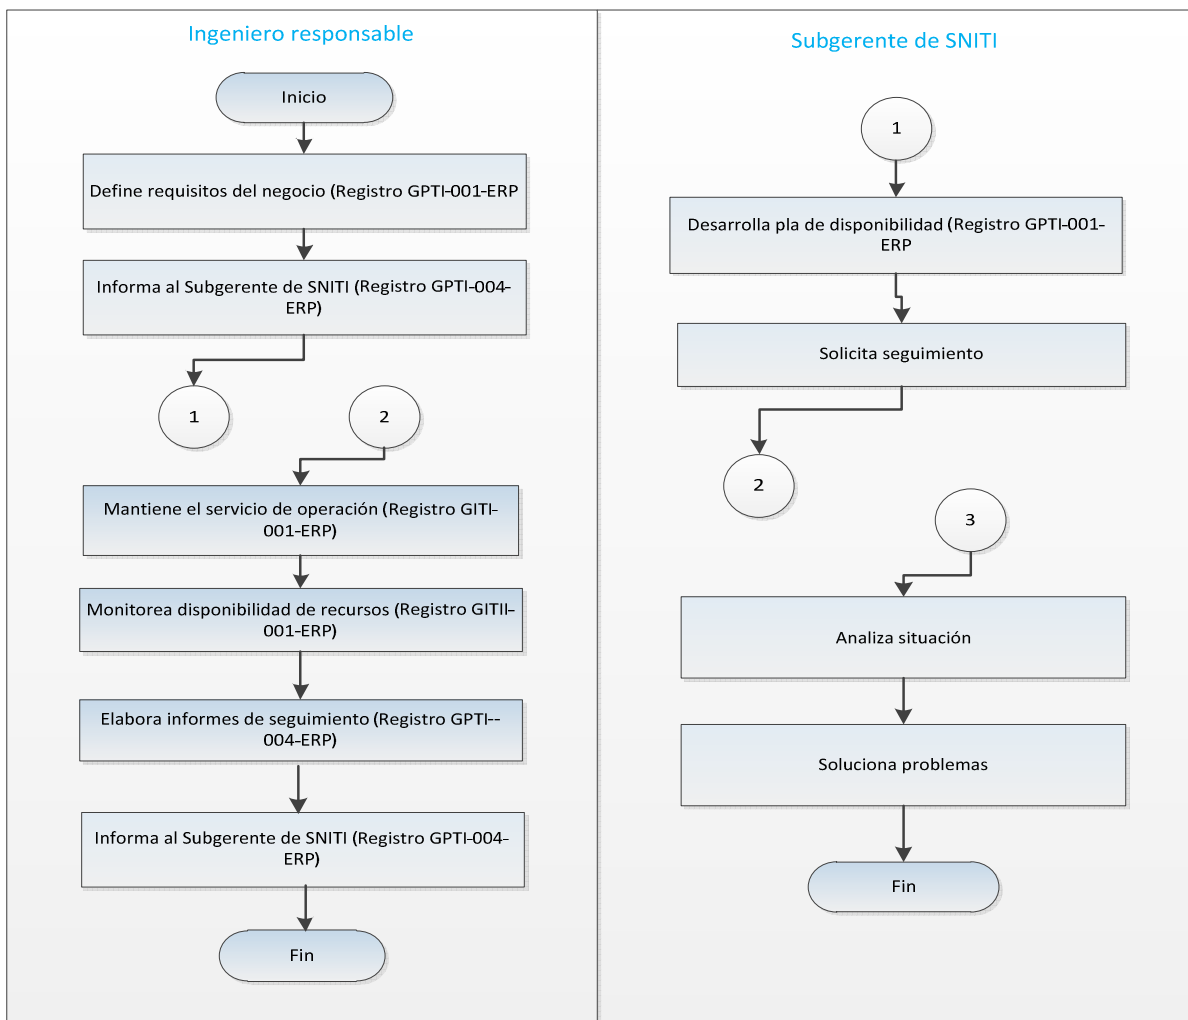 Ingeniero responsable
Inicio
Define requisitos del negocio (Registro GPTI-001-ERP
Informa al Subgerente de SNITI (Registro GPTI-004-
ERP)
1
2
Mantiene el servicio de operación (Registro GITI-
001-ERP)
Monitorea disponibilidad de recursos (Registro GITII-
001-ERP)
Elabora informes de seguimiento (Registro GPTI--
004-ERP)
Informa al Subgerente de SNITI (Registro GPTI-004-
ERP)
Fin
Subgerente de SNITI
1
Desarrolla pla de disponibilidad (Registro GPTI-001-
ERP
Solicita seguimiento
2
3
Analiza situación
Soluciona problemas
Fin